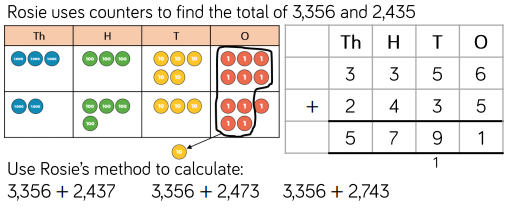 Rosie uses counters to find the total of 3,356 and 2,435
Th H T O
1000 1000 1000 100 100 100 10 10 10 1 1 1
10 10 1 1 1
1000 1000 100 100 100 10 10 10 1 1 1
100 1 1
10
Th H T O
3 3 5 6
+ 2 4 3 5
5 7 9 1
1
Use Rosie's method to calculate:
3,356 + 2,437 3,356 + 2,473 3,356 + 2,743